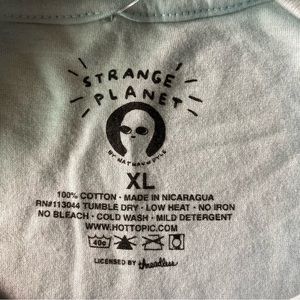 STRANGE
PLANET
BY NATHAN W PYLE
XL
100% COTTON • MADE IN NICARAGUA
RN#113044 TUMBLE DRY • LOW HEAT • NO IRON
NO BLEACH • COLD WASH • MILD DETERGENT
WWW.HOTTOPIC.COM
40c
LICENSED BY threadless